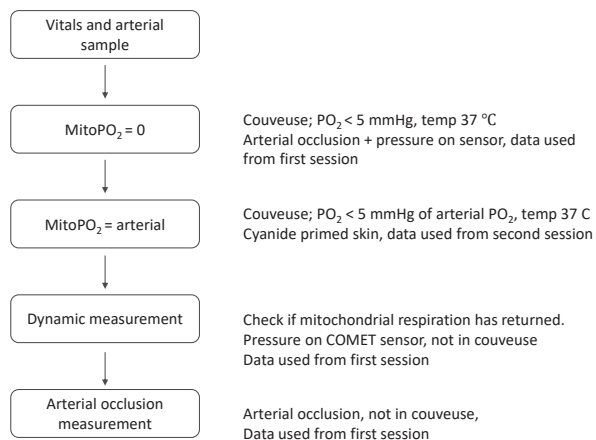 Vitals and arterial
sample
MitoPO₂ = 0
Couveuse; PO₂ < 5 mmHg, temp 37 ℃
Arterial occlusion + pressure on sensor, data used
from first session
MitoPO₂ = arterial
Couveuse; PO₂ < 5 mmHg of arterial PO₂, temp 37 C
Cyanide primed skin, data used from second session
Dynamic measurement
Check if mitochondrial respiration has returned.
Pressure on COMET sensor, not in couveuse
Data used from first session
Arterial occlusion
measurement
Arterial occlusion, not in couveuse,
Data used from first session